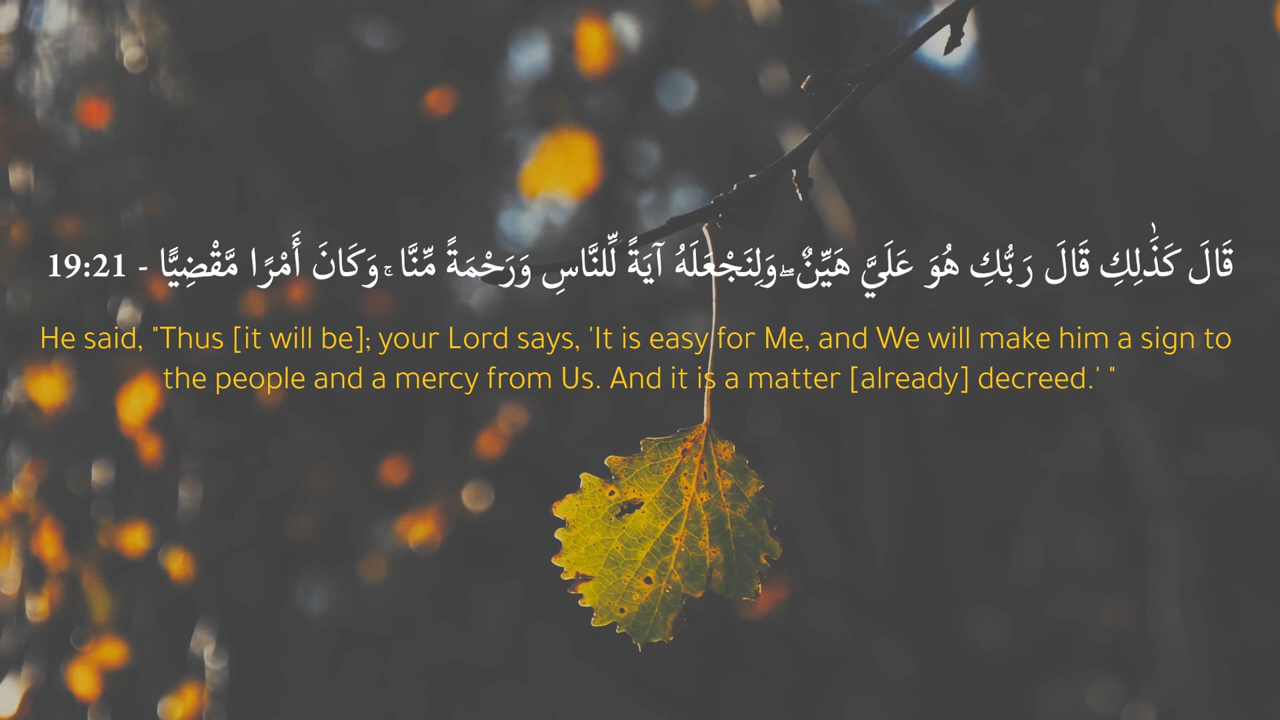 قَالَ كَذَٰلِكِ قَالَ رَبُّكِ هُوَ عَلَيَّ هَيِّنٌ ۖ وَلِنَجْعَلَهُ آيَةً لِّلنَّاسِ وَرَحْمَةً مِّنَّا ۚ وَكَانَ أَمْرًا مَّقْضِيًّا - 19:21
He said, "Thus [it will be]; your Lord says, 'It is easy for Me, and We will make him a sign to
the people and a mercy from Us. And it is a matter [already] decreed.' "